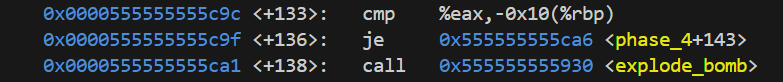 0x0000555555555c9c <+133>: cmp %eax,-0x10(%rbp)
0x0000555555555c9f <+136>: je 0x555555555ca6 <phase_4+143>
0x0000555555555ca1 <+138>: call 0x555555555930 <explode_bomb>